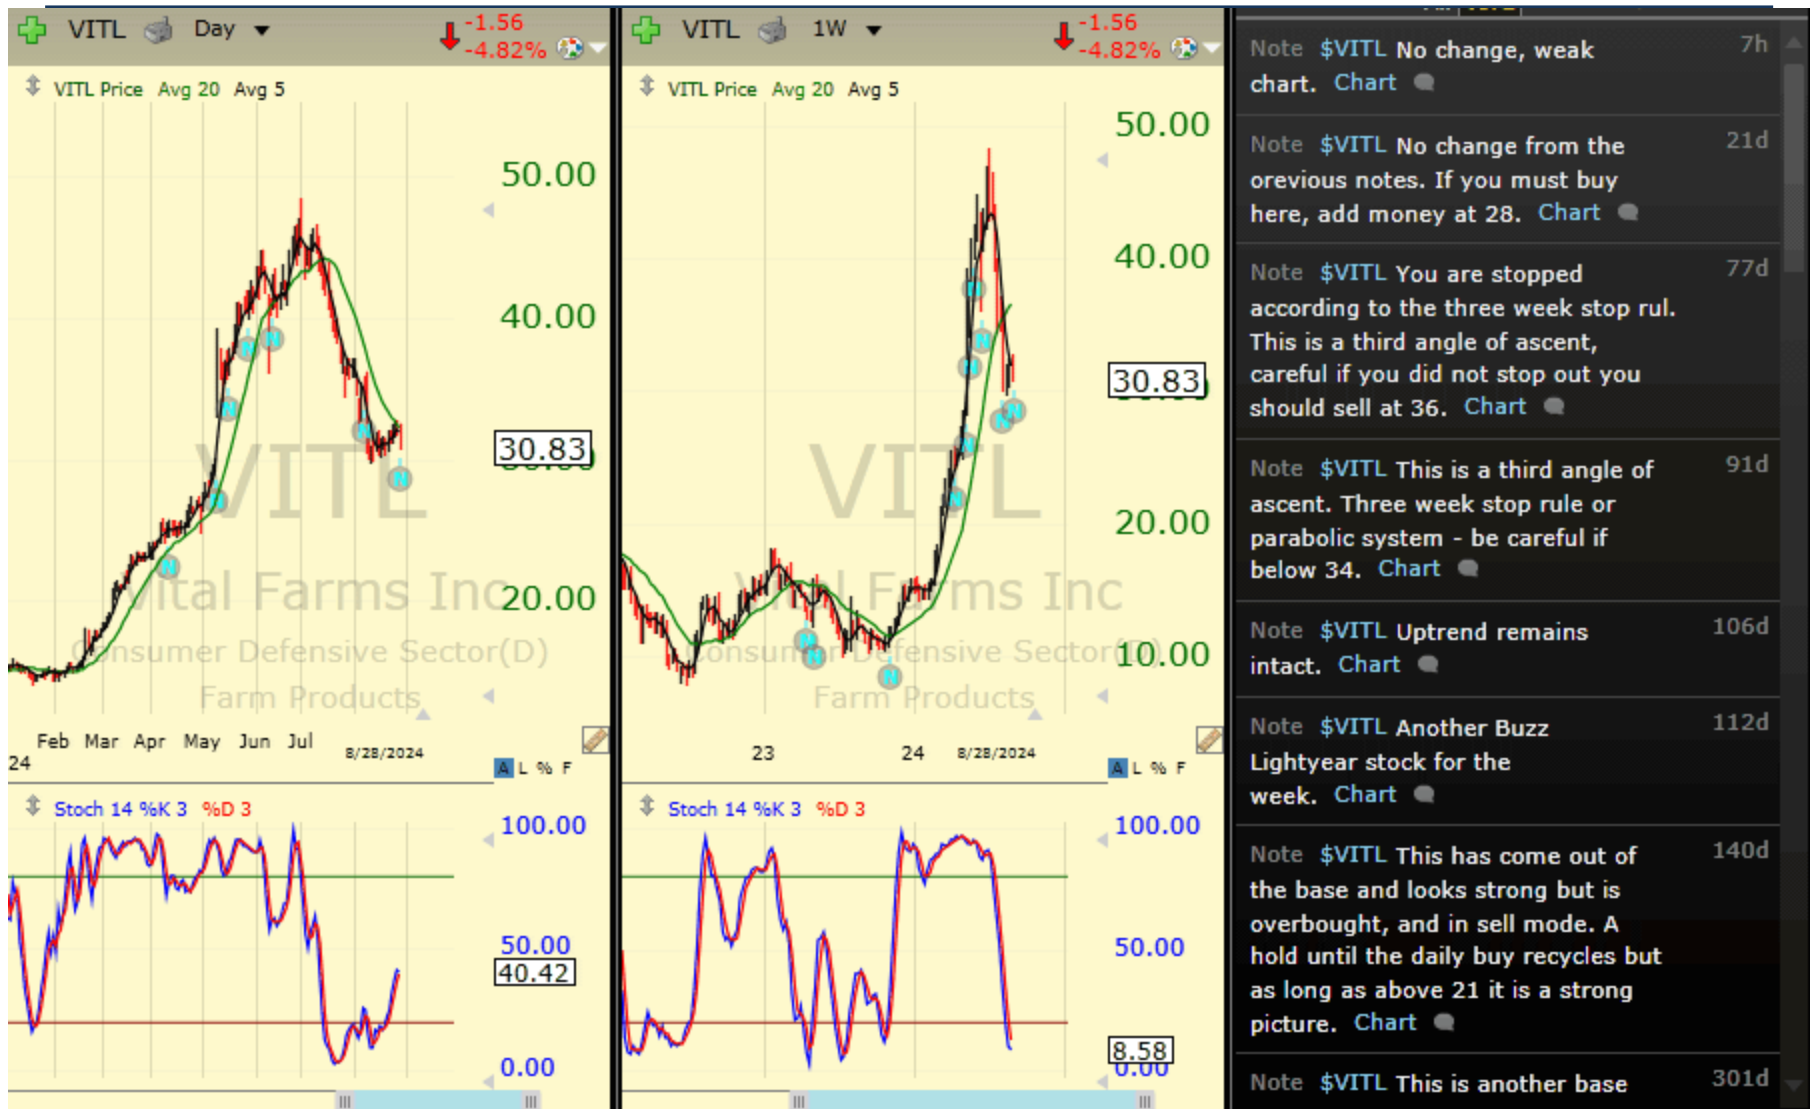 VITL Day
-1.56
-4.82%
VITL Price Avg 20 Avg 5
50.00
40.00
30.83
20.00
VITL
Vital Farms Inc
Consumer Defensive Sector(D)
Farm Products
Feb Mar Apr May Jun Jul
24
8/28/2024
A L % F
Stoch 14 %K 3 %D 3
100.00
50.00
40.42
0.00
VITL 1W
-1.56
-4.82%
VITL Price Avg 20 Avg 5
50.00
40.00
30.83
20.00
10.00
VITL
Vital Farms Inc
Consumer Defensive Sector(D)
Farm Products
23 24 8/28/2024
A L % F
Stoch 14 %K 3 %D 3
100.00
50.00
8.58
0.00
Note $VITL No change, weak 7h
chart. Chart
Note $VITL No change from the 21d
orevious notes. If you must buy
here, add money at 28. Chart
Note $VITL You are stopped 77d
according to the three week stop rul.
This is a third angle of ascent,
careful if you did not stop out you
should sell at 36. Chart
Note $VITL This is a third angle of 91d
ascent. Three week stop rule or
parabolic system - be careful if
below 34. Chart
Note $VITL Uptrend remains 106d
intact. Chart
Note $VITL Another Buzz 112d
Lightyear stock for the
week. Chart
Note $VITL This has come out of 140d
the base and looks strong but is
overbought, and in sell mode. A
hold until the daily buy recycles but
as long as above 21 it is a strong
picture. Chart
Note $VITL This is another base 301d